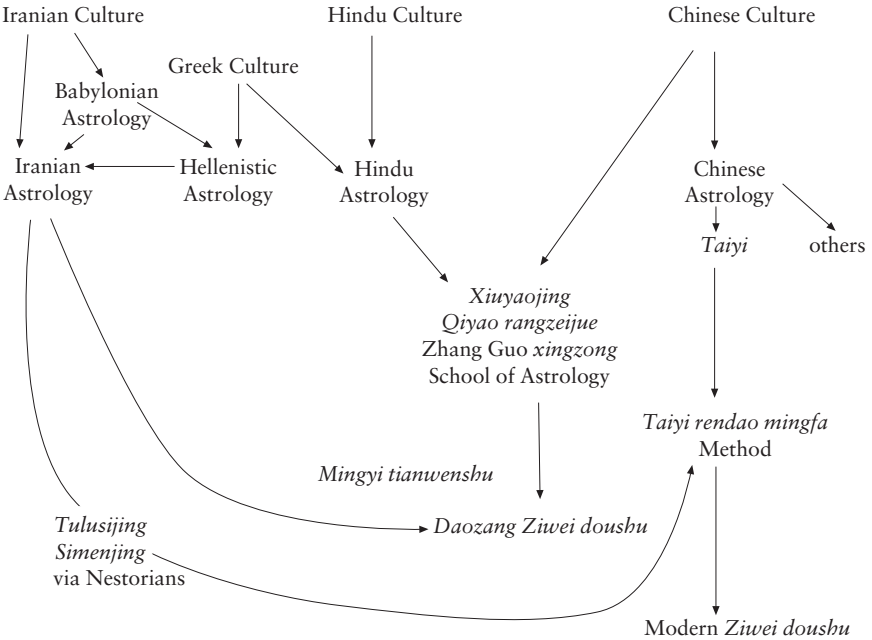 Iranian Culture
Hindu Culture
Chinese Culture
Greek Culture
Babylonian
Astrology
Iranian
Astrology
Hellenistic
Astrology
Hindu
Astrology
Chinese
Astrology
Taiyi
others
Xiuyaojing
Qiyao rangzeijue
Zhang Guo xingzong
School of Astrology
Taiyi rendao mingfa
Method
Mingyi tianwenshu
Daozang Ziwei doushu
Tulusijing
Simenjing
via Nestorians
Modern Ziwei doushu